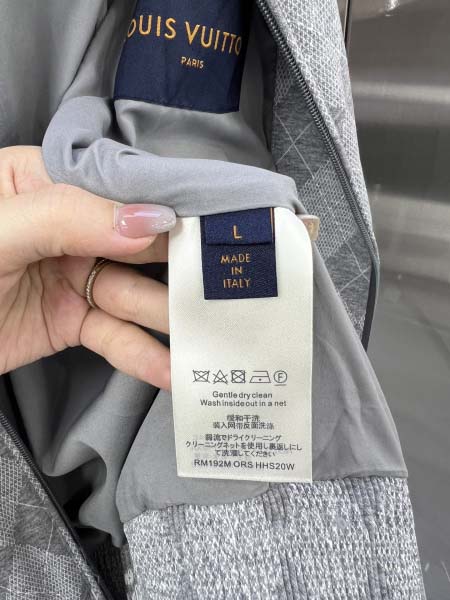 OUIS VUITTO
PARIS
L
MADE
IN
ITALY
Gentle dry clean
Wash inside out in a net
缓和干洗
装入网带反面洗涤
弱流でドライクリーニング
クリーニングネットを使用し裏返しにし
て洗濯してください
RM192M ORS HHS20W